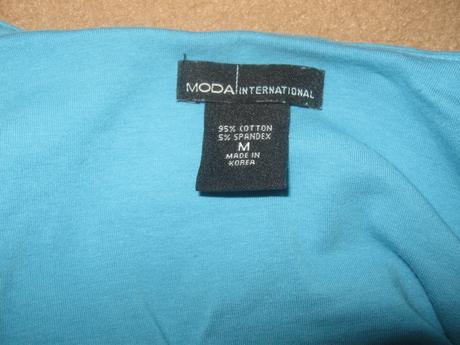 MODA INTERNATIONAL
95% COTTON
5% SPANDEX
M
MADE IN
KOREA